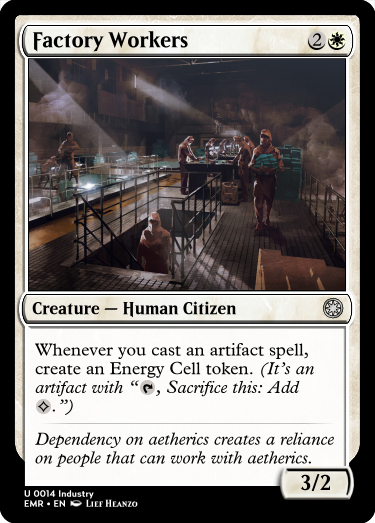 Factory Workers 2
Creature — Human Citizen
Whenever you cast an artifact spell,
create an Energy Cell token. (It's an
artifact with “, Sacrifice this: Add
.”)
Dependency on aetherics creates a reliance
on people that can work with aetherics.
3/2
U 0014 Industry
EMR • EN Lief Heanzo